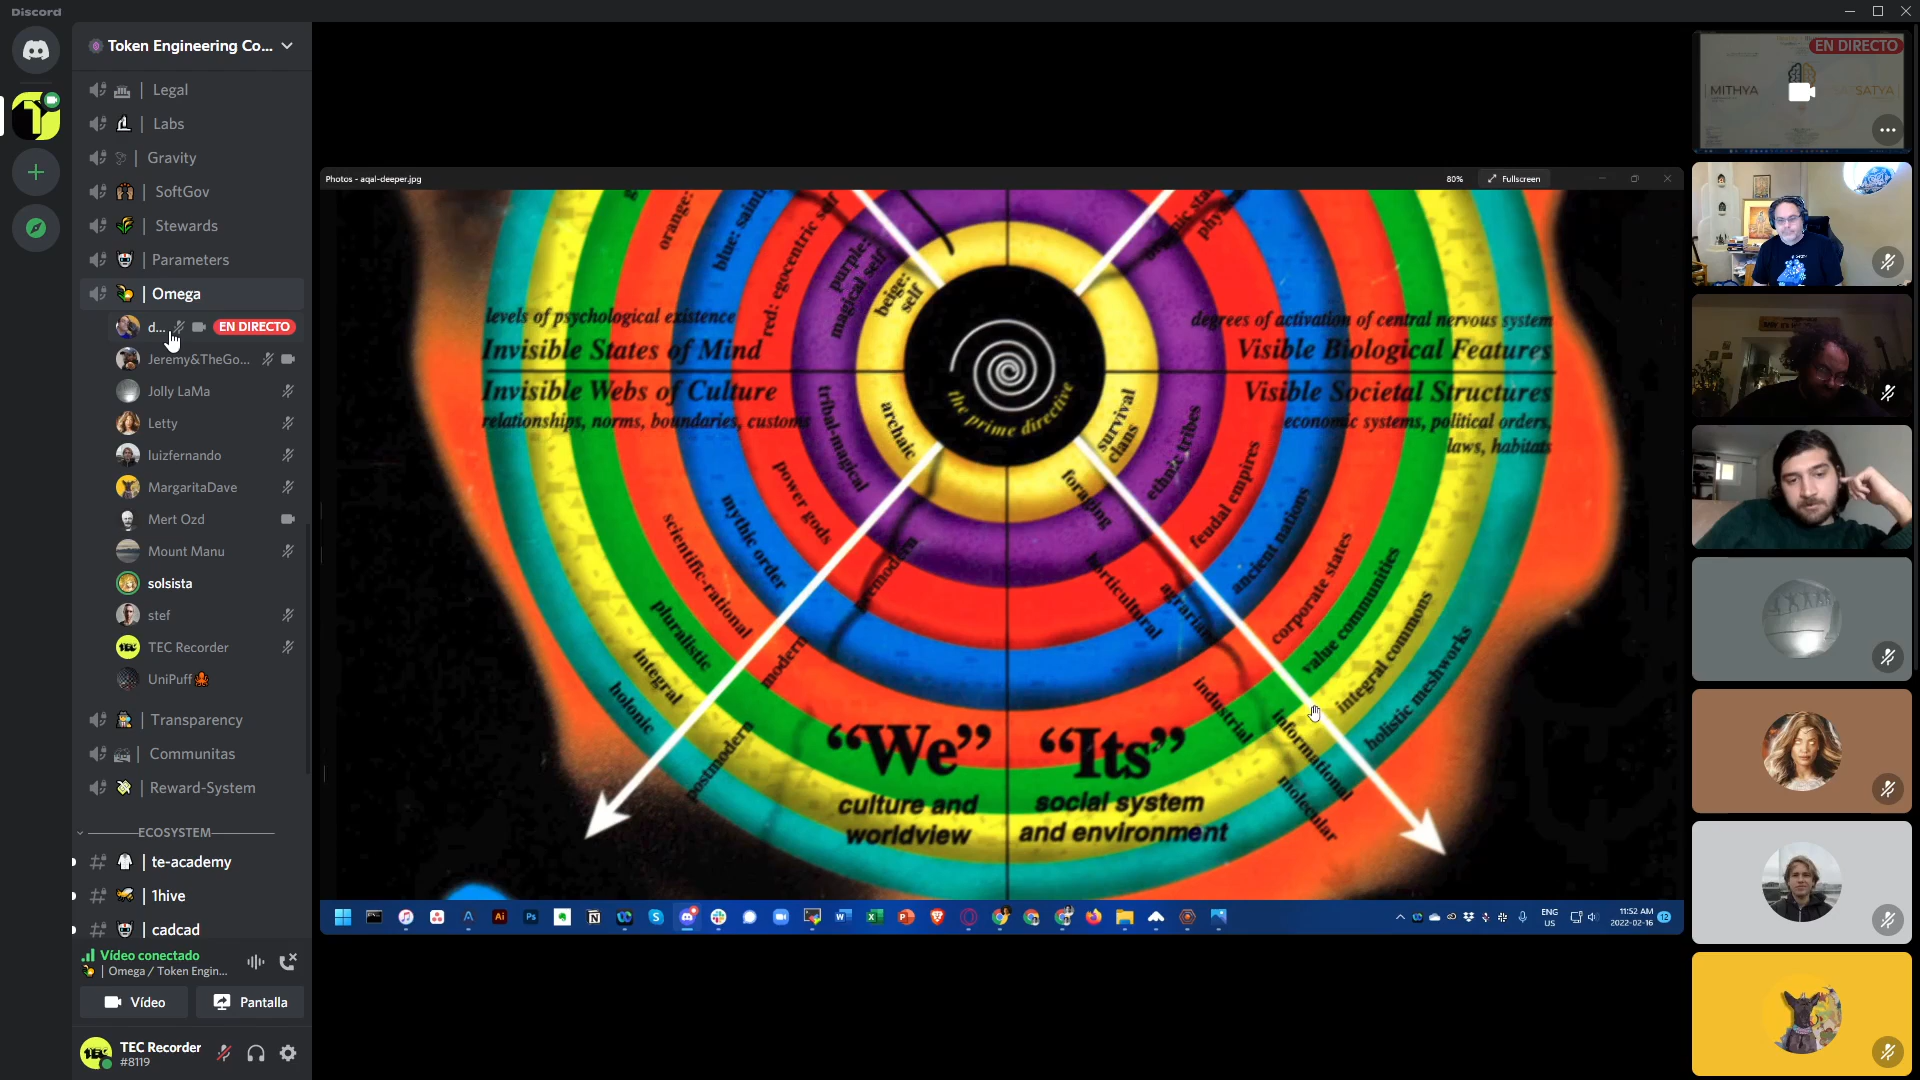 Discord
Token Engineering Co...
Legal
Labs
Gravity
SoftGov
Stewards
Parameters
Omega
d... EN DIRECTO
Jeremy&TheGo...
Jolly LaMa
Letty
luizfernando
MargaritaDave
Mert Ozd
Mount Manu
solsista
stef
TEC Recorder
UniPuff
Transparency
Communitas
Reward-System
ECOSYSTEM
te-academy
1hive
cadcad
Vídeo conectado
Omega / Token Engin...
Vídeo
Pantalla
TEC Recorder
#8119
Photos - aqal-deeper.jpg
80%
Fullscreen
orange:
blue:
red: egocentric self
purple:
magical self
beige:
self
levels of psychological existence
Invisible States of Mind
Invisible Webs of Culture
relationships, norms, boundaries, customs
degrees of activation of central nervous system
Visible Biological Features
Visible Societal Structures
economic systems, political orders,
laws, habitats
the prime directive
archaic
tribal-magical
power gods
mythic order
scientific-rational
pluralistic
integral
holonic
premodern
modern
postmodern
survival
clans
ethnic tribes
feudal empires
ancient nations
corporate states
value communities
integral commons
holistic meshworks
foraging
horticultural
agrarian
industrial
informational
molecular
“We”
culture and
worldview
“Its”
social system
and environment
ENG
US
11:52 AM
2022-02-16
12
EN DIRECTO
MITHYA
SATYA